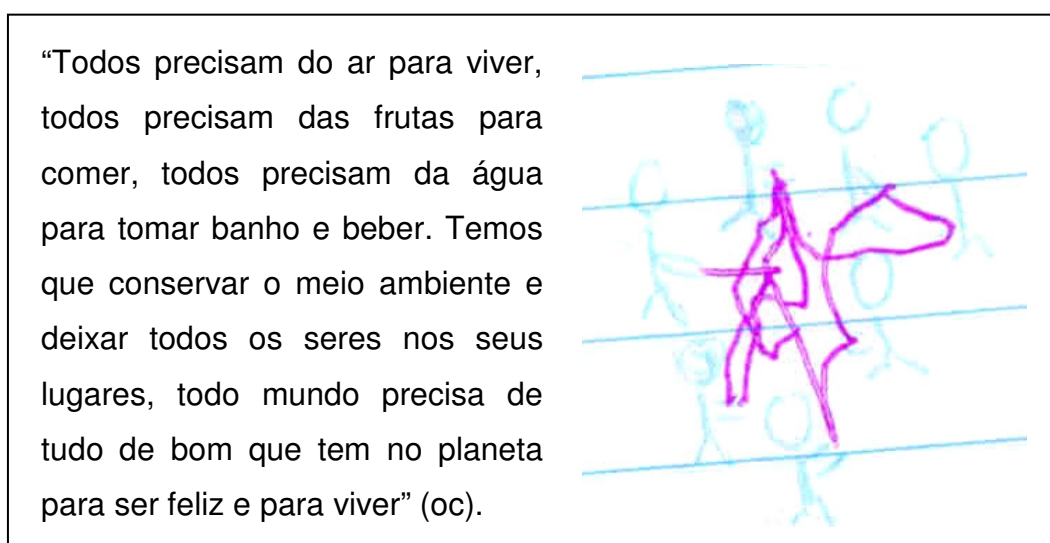 “Todos precisam do ar para viver,
todos precisam das frutas para
comer, todos precisam da água
para tomar banho e beber. Temos
que conservar o meio ambiente e
deixar todos os seres nos seus
lugares, todo mundo precisa de
tudo de bom que tem no planeta
para ser feliz e para viver” (oc).